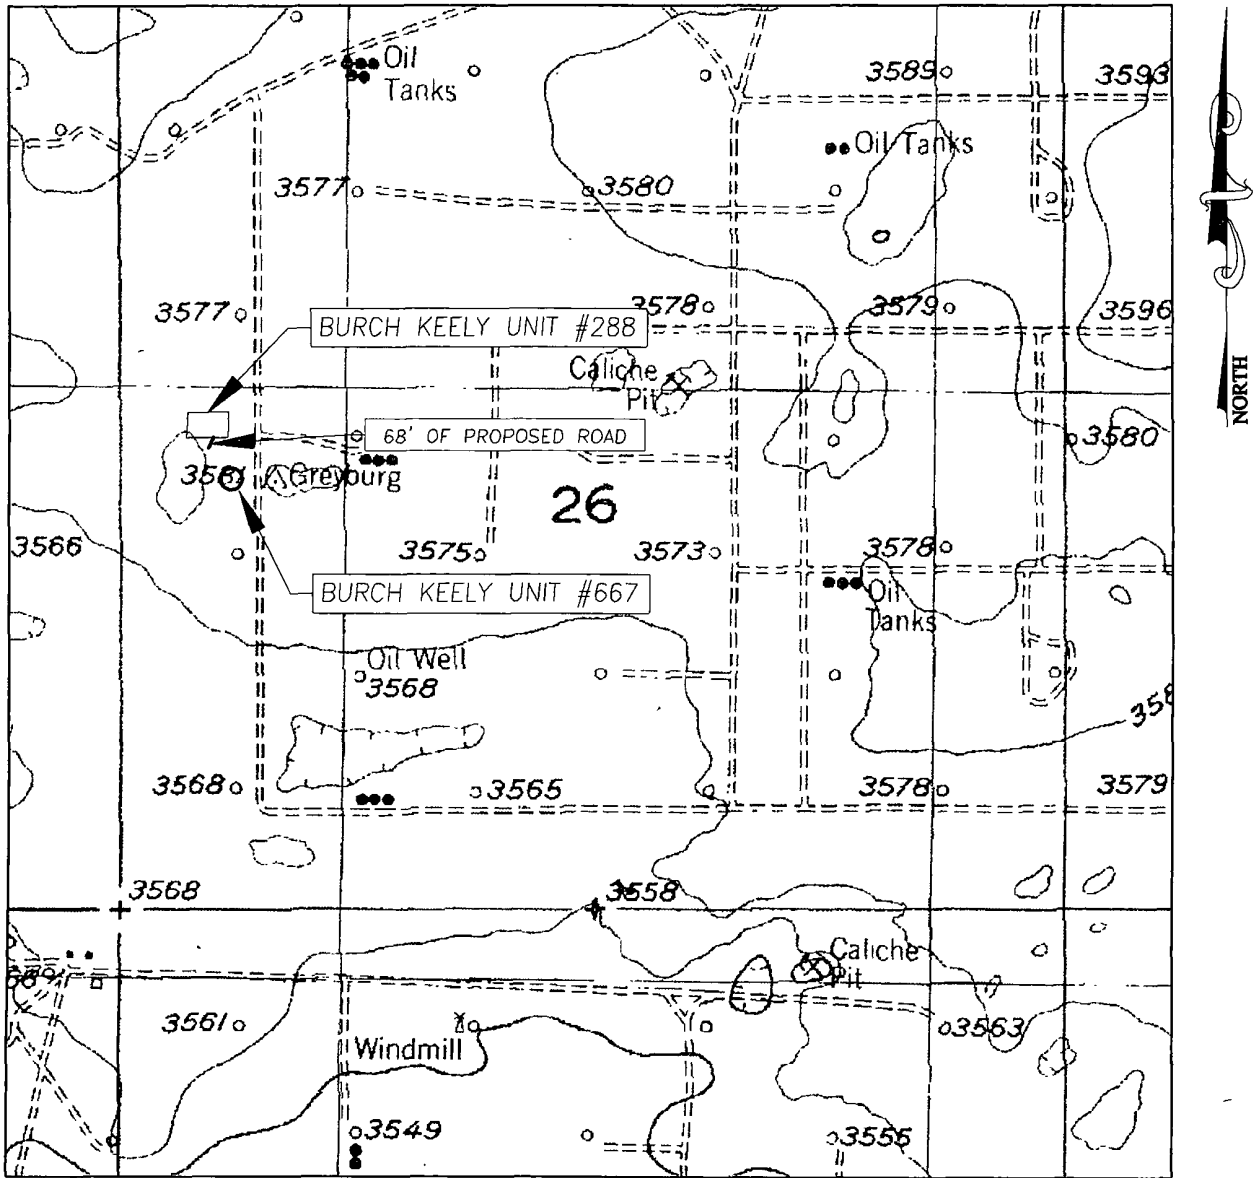 Oil
Tanks
3589
3593
Oil Tanks
3577
3580
3577
3578
3579
3596
BURCH KEELY UNIT #288
Caliche
Pit
68' OF PROPOSED ROAD
3580
Greyburg
26
NORTH
3566
3575
3573
3578
BURCH KEELY UNIT #667
Oil
Tanks
Oil Well
3568
3568
3565
3578
3579
3568
3558
Caliche
Pit
3561
3563
Windmill
3549
3555